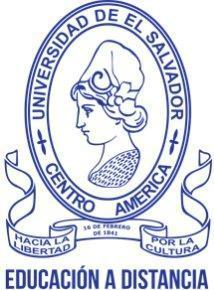 UNIVERSIDAD DE EL SALVADOR
CENTRO AMERICA
16 DE FEBRERO
DE 1841
HACIA LA
LIBERTAD
POR LA
CULTURA
EDUCACIÓN A DISTANCIA